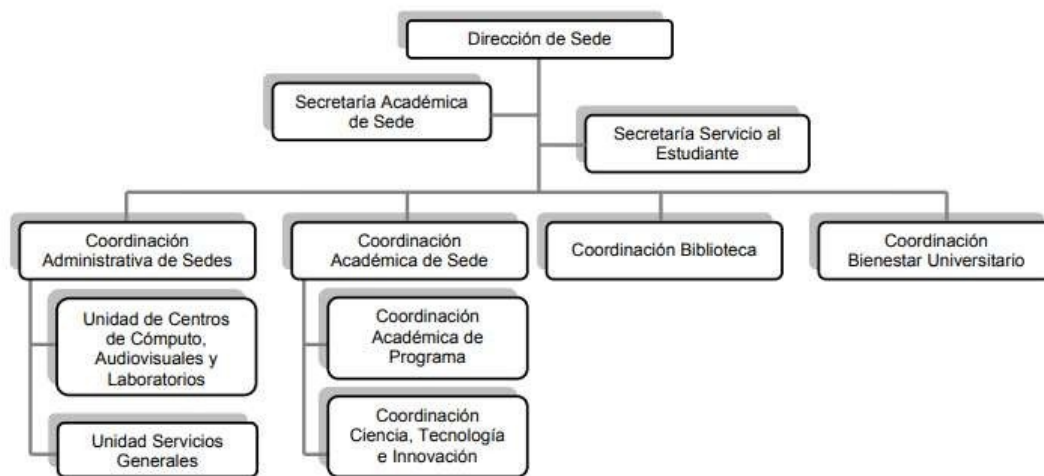 Dirección de Sede
Secretaría Académica
de Sede
Secretaría Servicio al
Estudiante
Coordinación
Administrativa de Sedes
Coordinación
Académica de Sede
Coordinación Biblioteca
Coordinación
Bienestar Universitario
Unidad de Centros
de Cómputo,
Audiovisuales y
Laboratorios
Coordinación
Académica de
Programa
Unidad Servicios
Generales
Coordinación
Ciencia, Tecnología
e Innovación